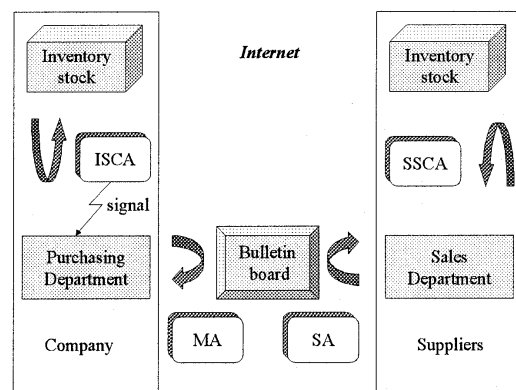 Inventory
stock
Internet
Inventory
stock
ISCA
SSCA
signal
Purchasing
Department
Bulletin
board
Sales
Department
MA
SA
Company
Suppliers